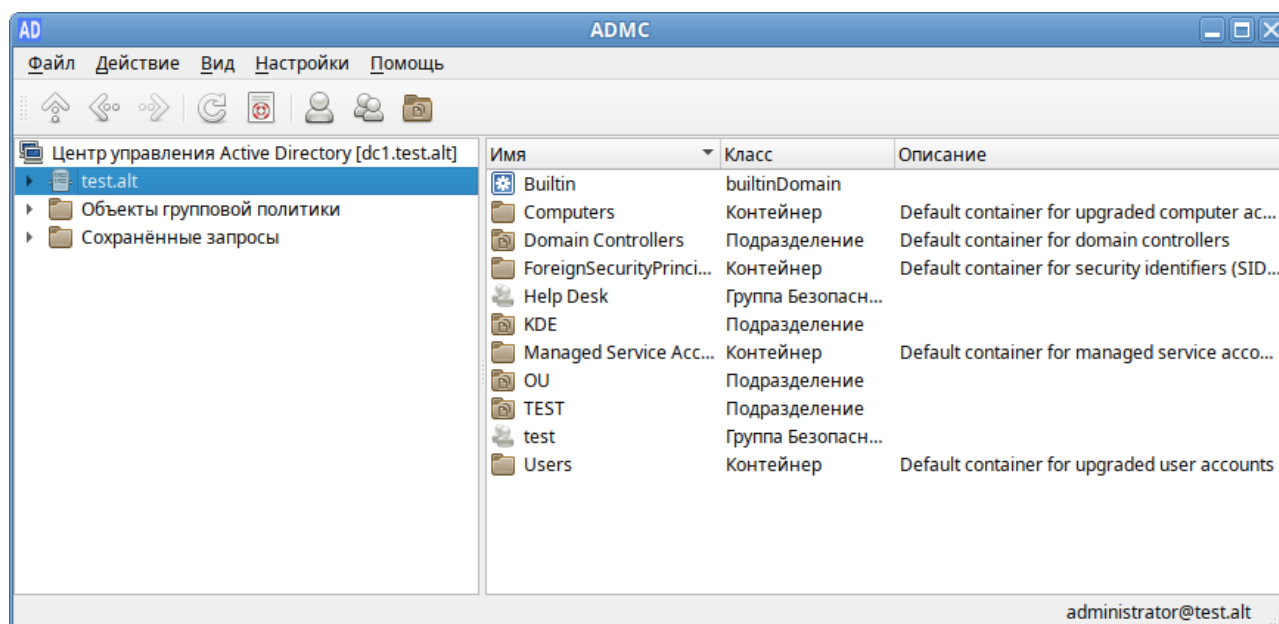 AD ADMC
Файл Действие Вид Настройки Помощь
Центр управления Active Directory [dc1.test.alt]
test.alt
Объекты групповой политики
Сохранённые запросы
Имя Класс Описание
Builtin builtinDomain
Computers Контейнер Default container for upgraded computer ac...
Domain Controllers Подразделение Default container for domain controllers
ForeignSecurityPrinci... Контейнер Default container for security identifiers (SID...
Help Desk Группа Безопасн...
KDE Подразделение
Managed Service Acc... Контейнер Default container for managed service acco...
OU Подразделение
TEST Подразделение
test Группа Безопасн...
Users Контейнер Default container for upgraded user accounts
administrator@test.alt